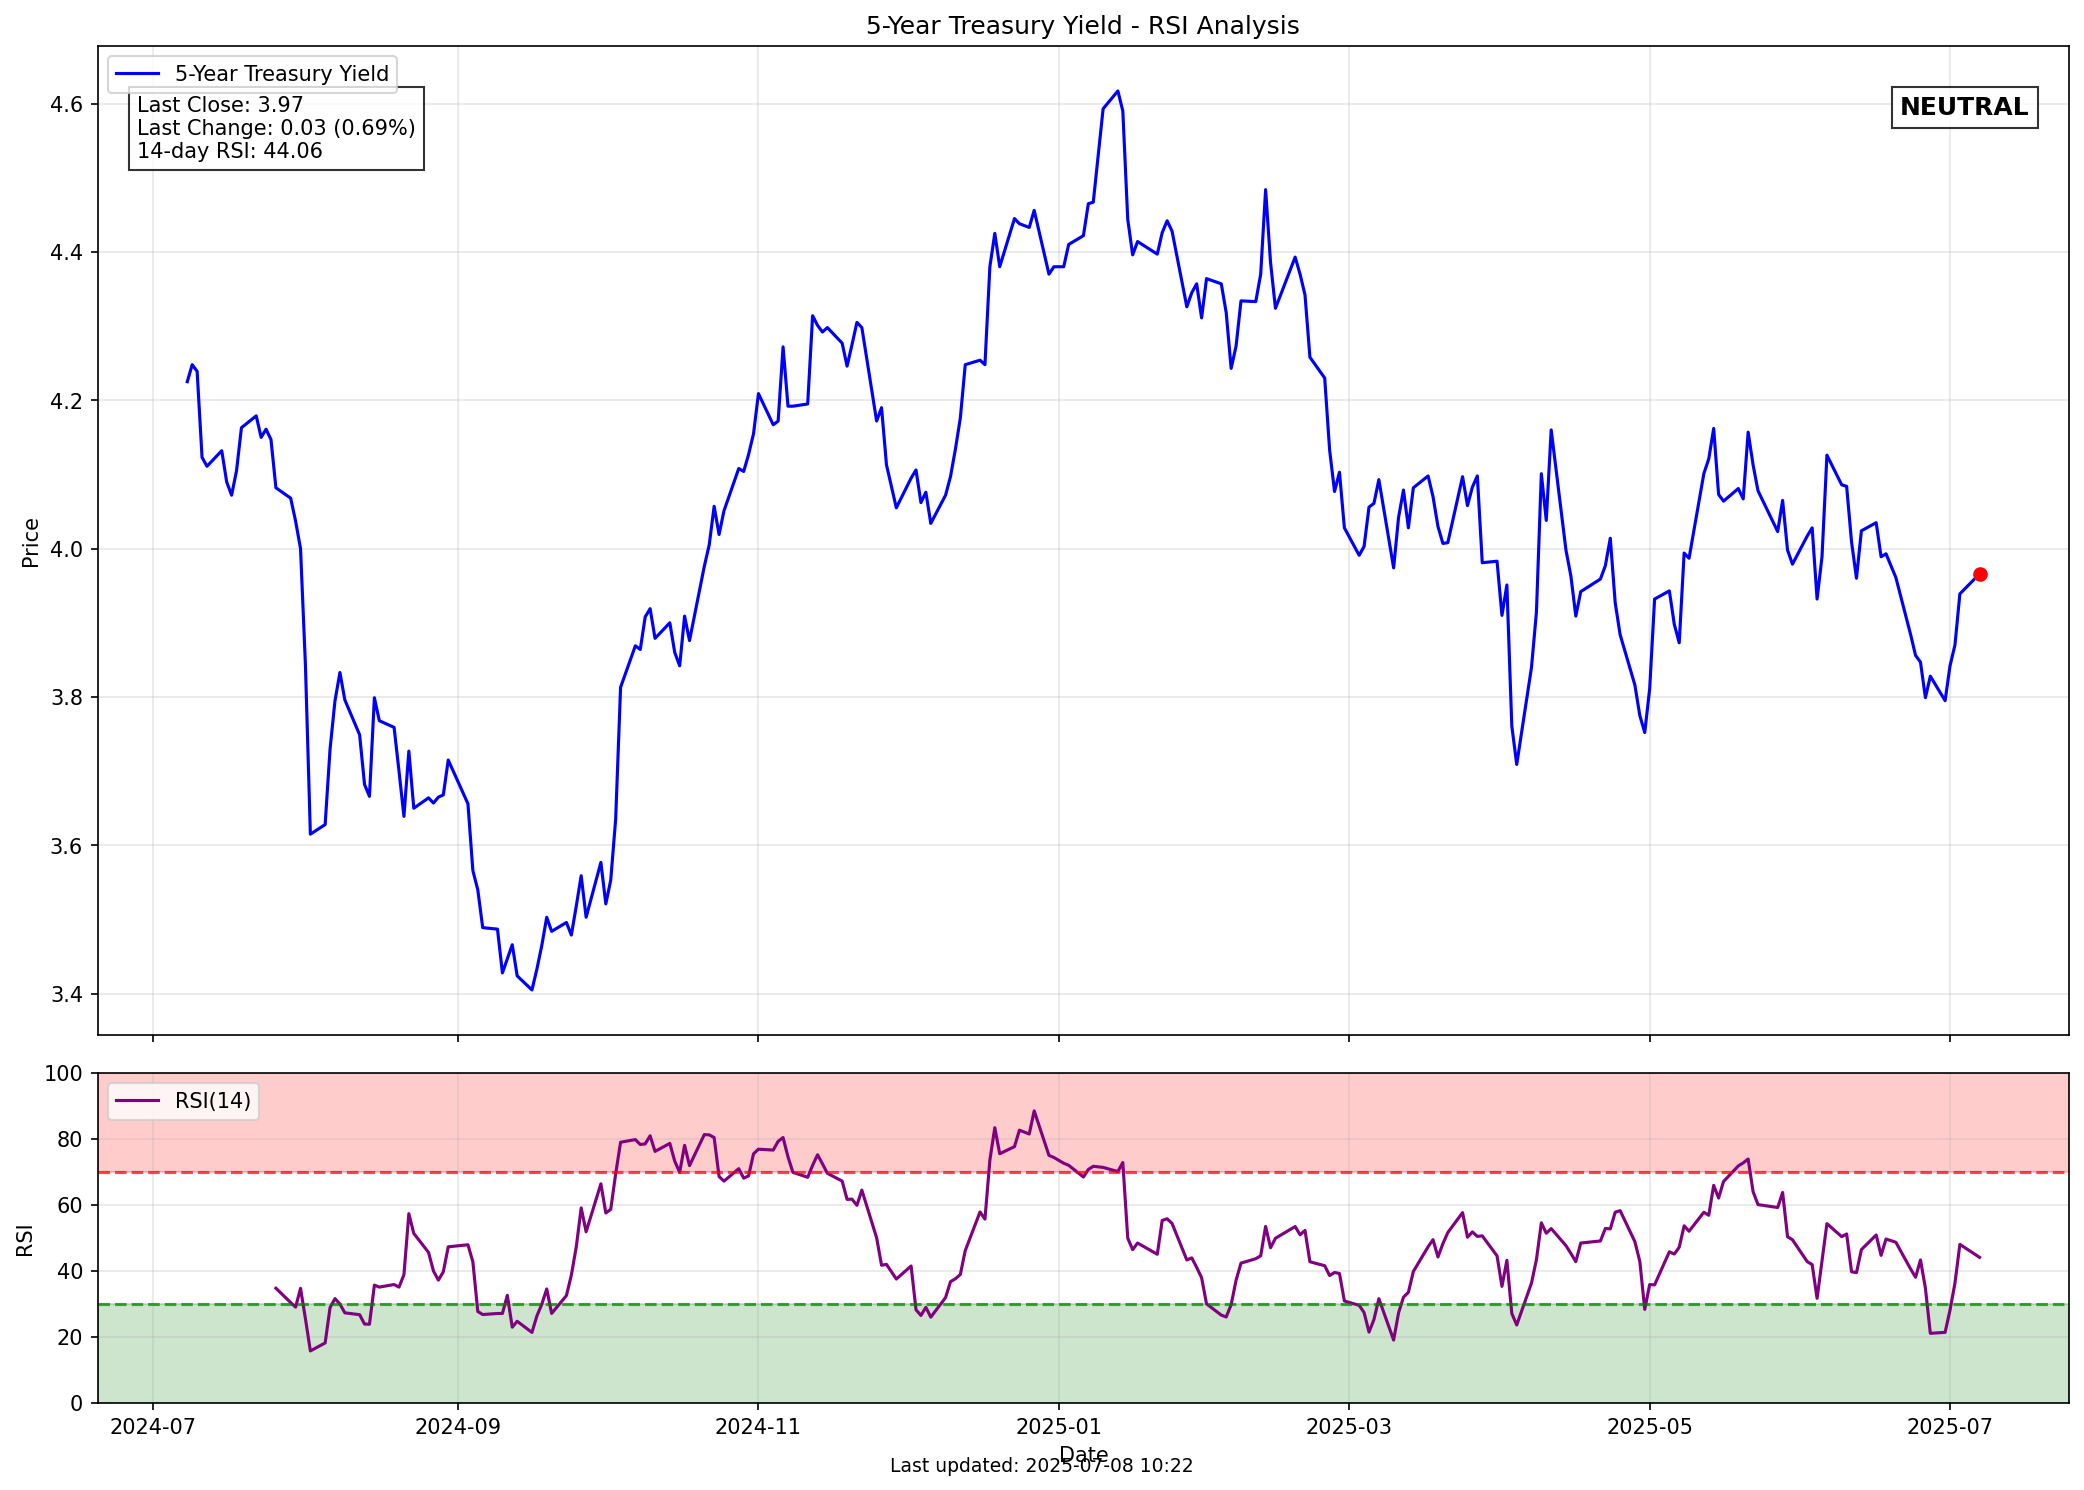 5-Year Treasury Yield - RSI Analysis
5-Year Treasury Yield
Last Close: 3.97
Last Change: 0.03 (0.69%)
14-day RSI: 44.06
NEUTRAL
Price
4.6
4.4
4.2
4.0
3.8
3.6
3.4
RSI(14)
RSI
100
80
60
40
20
0
2024-07
2024-09
2024-11
2025-01
2025-03
2025-05
2025-07
Date
Last updated: 2025-07-08 10:22